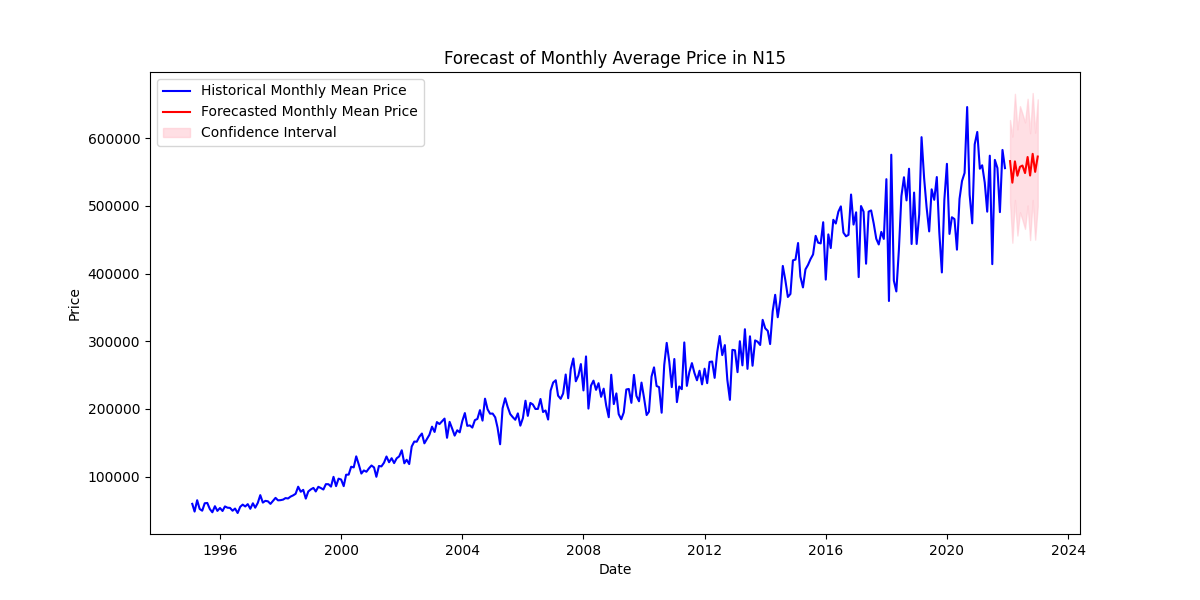 Forecast of Monthly Average Price in N15
Historical Monthly Mean Price
Forecasted Monthly Mean Price
Confidence Interval
600000
500000
400000
300000
200000
100000
Price
1996 2000 2004 2008 2012 2016 2020 2024
Date